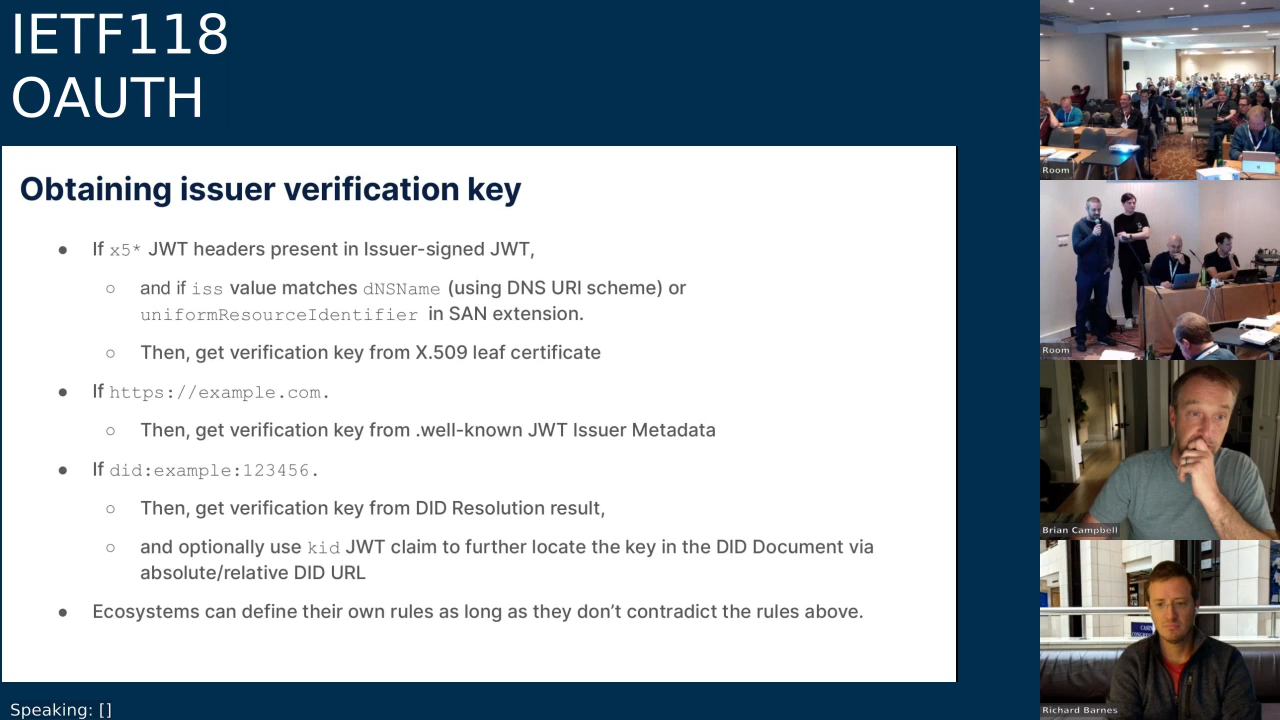 IETF118
OAUTH
Obtaining issuer verification key
● If x5* JWT headers present in Issuer-signed JWT,
○ and if iss value matches dNSName (using DNS URI scheme) or
uniformResourceIdentifier in SAN extension.
○ Then, get verification key from X.509 leaf certificate
● If https://example.com.
○ Then, get verification key from .well-known JWT Issuer Metadata
● If did:example:123456.
○ Then, get verification key from DID Resolution result,
○ and optionally use kid JWT claim to further locate the key in the DID Document via
absolute/relative DID URL
● Ecosystems can define their own rules as long as they don’t contradict the rules above.
Speaking: []
Room
Room
Brian Campbell
Richard Barnes